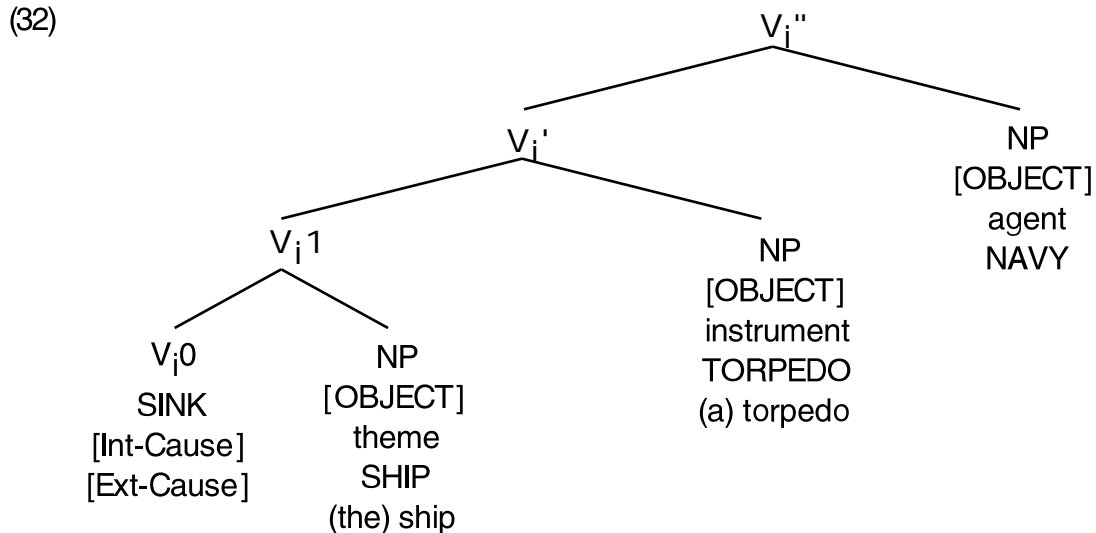 (32)
Vi"
Vi'
NP
[OBJECT]
agent
NAVY
Vi1
NP
[OBJECT]
instrument
TORPEDO
(a) torpedo
Vi0
SINK
[Int-Cause]
[Ext-Cause]
NP
[OBJECT]
theme
SHIP
(the) ship